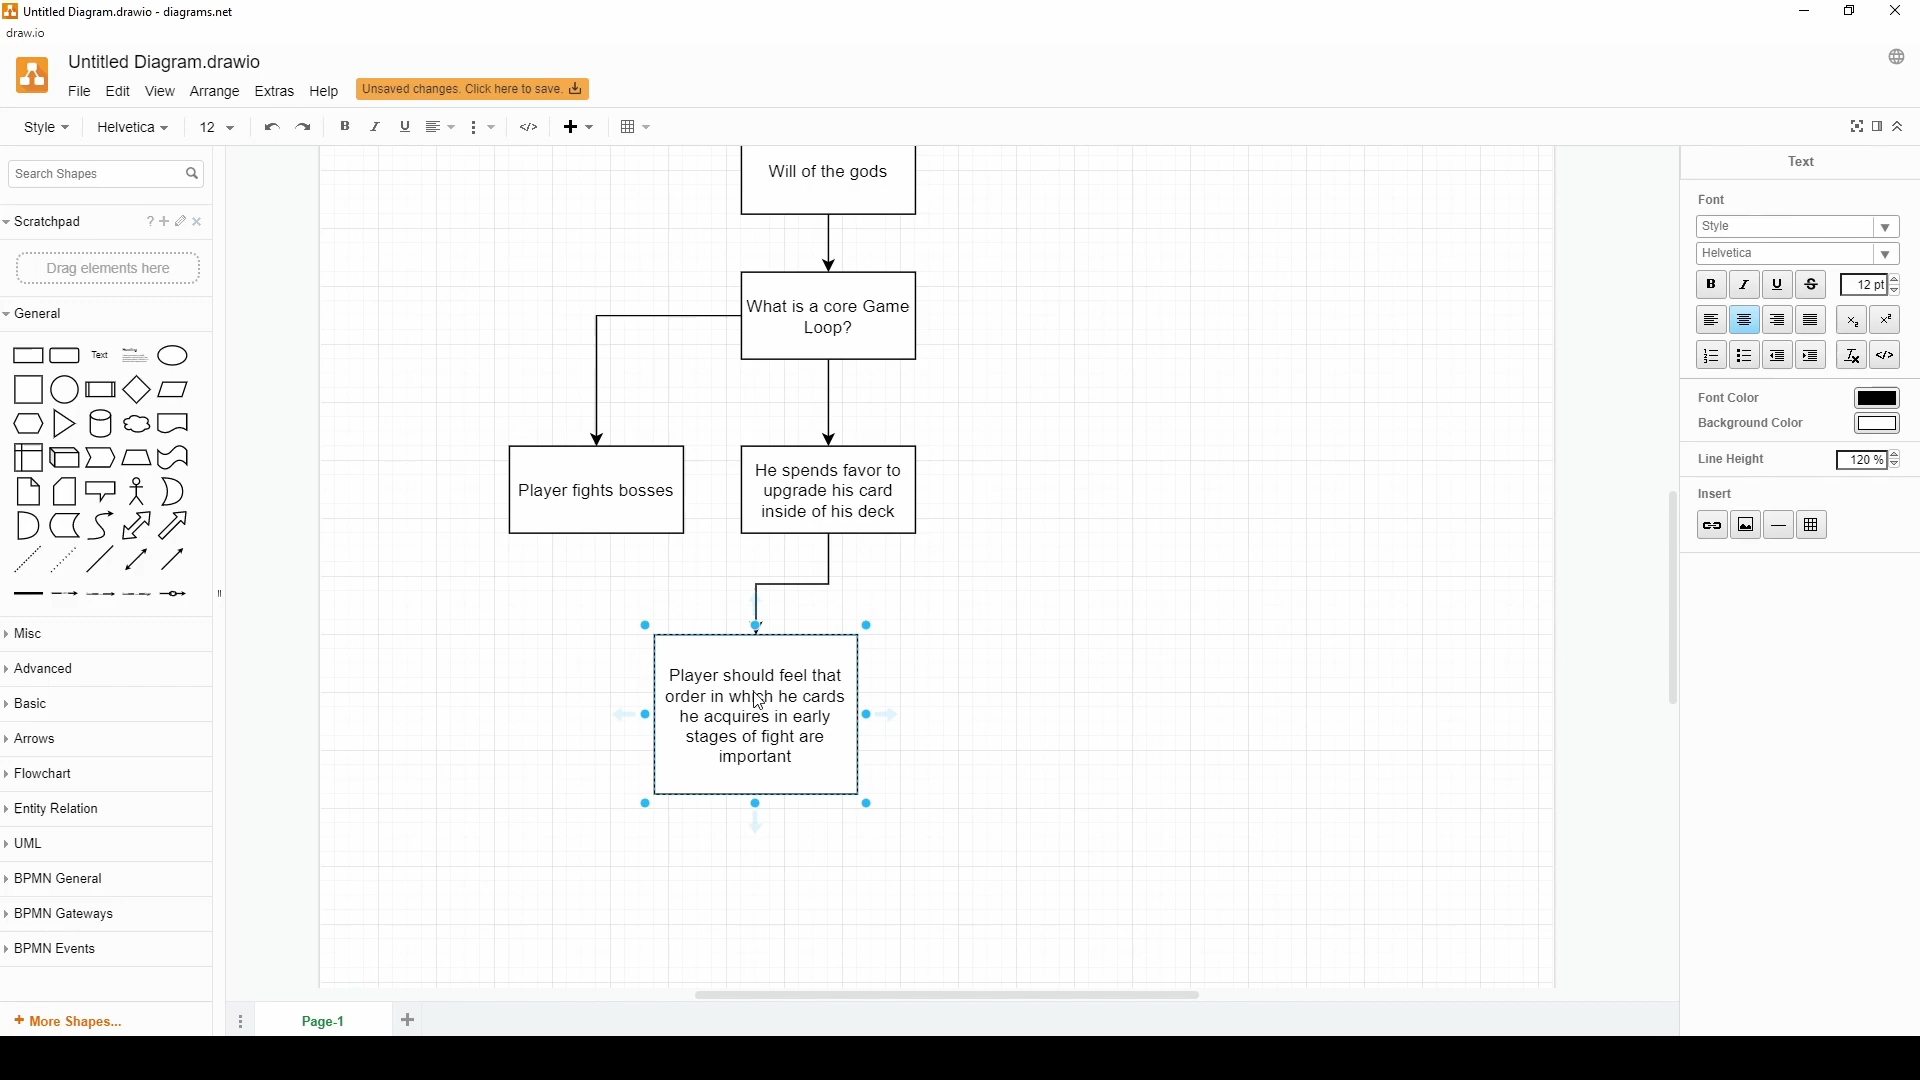 Untitled Diagram.drawio - diagrams.net
draw.io
Untitled Diagram.drawio
File Edit View Arrange Extras Help Unsaved changes. Click here to save.
Style Helvetica 12 B I U </>
Search Shapes
Scratchpad ? +
Drag elements here
General
Text
Misc
Advanced
Basic
Arrows
Flowchart
Entity Relation
UML
BPMN General
BPMN Gateways
BPMN Events
+ More Shapes...
Will of the gods
What is a core Game
Loop?
Player fights bosses
He spends favor to
upgrade his card
inside of his deck
Player should feel that
order in which he cards
he acquires in early
stages of fight are
important
Page-1
Text
Font
Style
Helvetica
B I U S 12 pt
Font Color
Background Color
Line Height 120 %
Insert